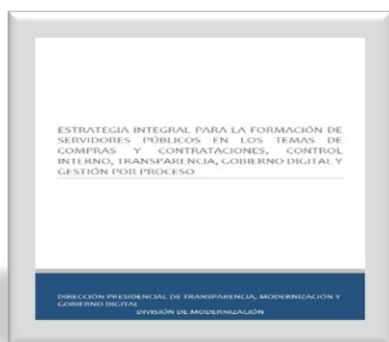 ESTRATEGIA INTEGRAL PARA LA FORMACIÓN DE
SERVIDORES PÚBLICOS EN LOS TEMAS DE
COMPRAS Y CONTRATACIONES, CONTROL
INTERNO, TRANSPARENCIA, GOBIERNO DIGITAL Y
GESTIÓN POR PROCESO
DIRECCIÓN PRESIDENCIAL DE TRANSPARENCIA, MODERNIZACIÓN Y
GOBIERNO DIGITAL
DIVISIÓN DE MODERNIZACIÓN